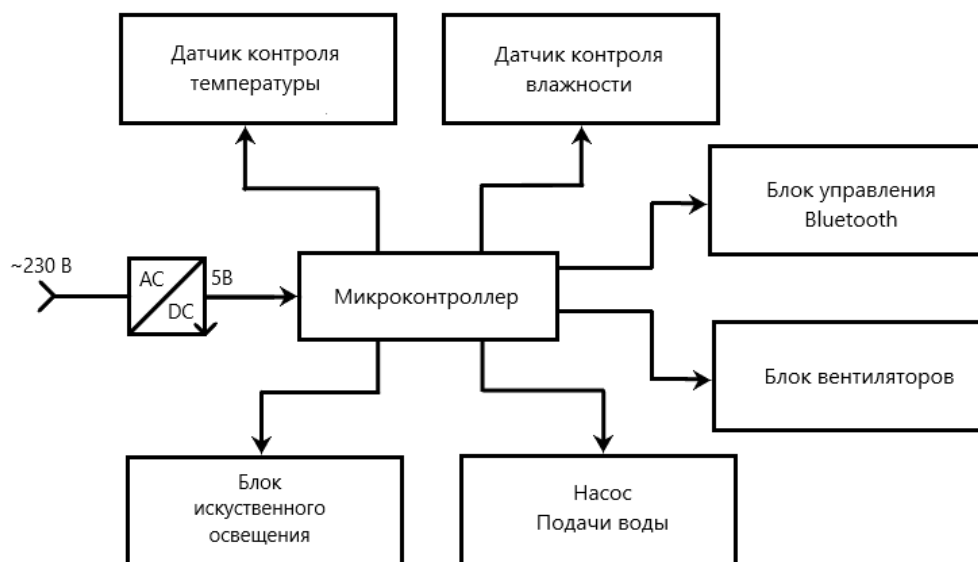 Датчик контроля
температуры
Датчик контроля
влажности
Блок управления
Bluetooth
~230 В
AC
DC
5В
Микроконтроллер
Блок вентиляторов
Блок
искуственного
освещения
Насос
Подачи воды